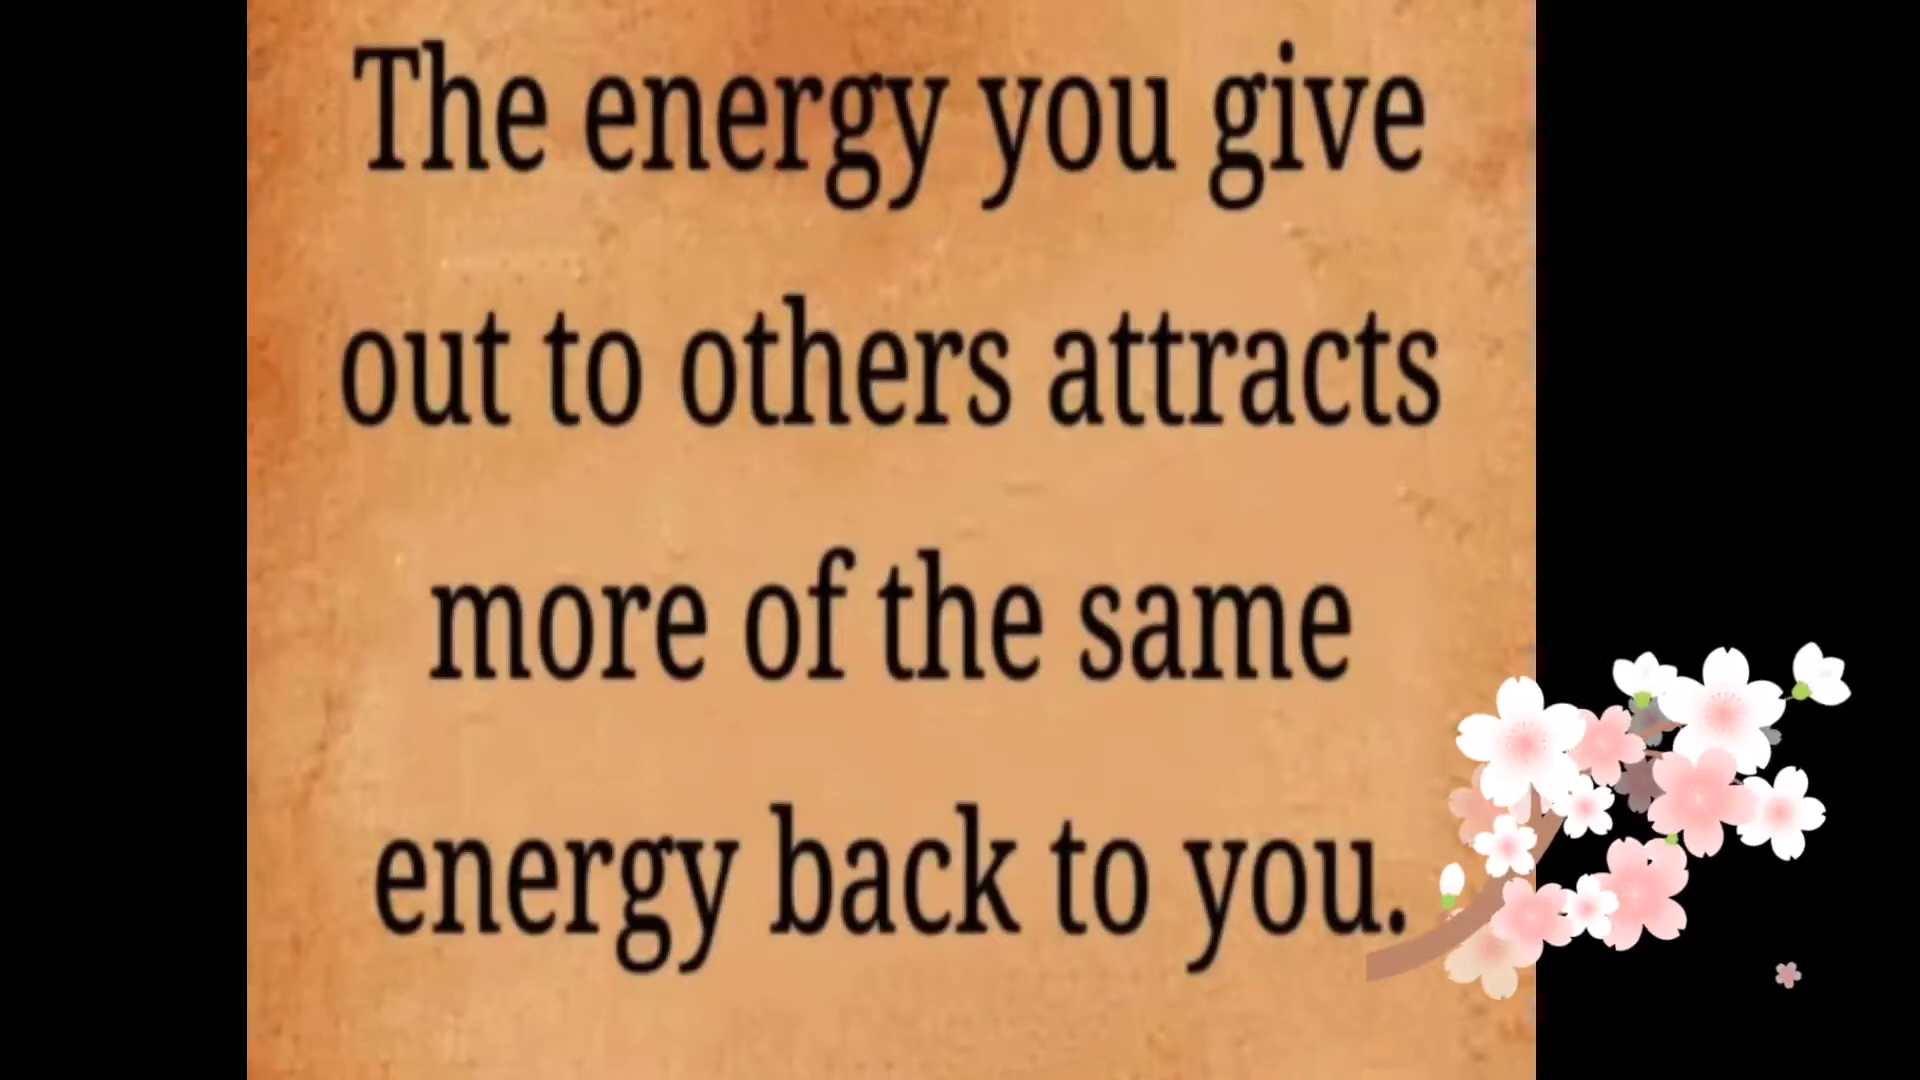 The energy you give
out to others attracts
more of the same
energy back to you.